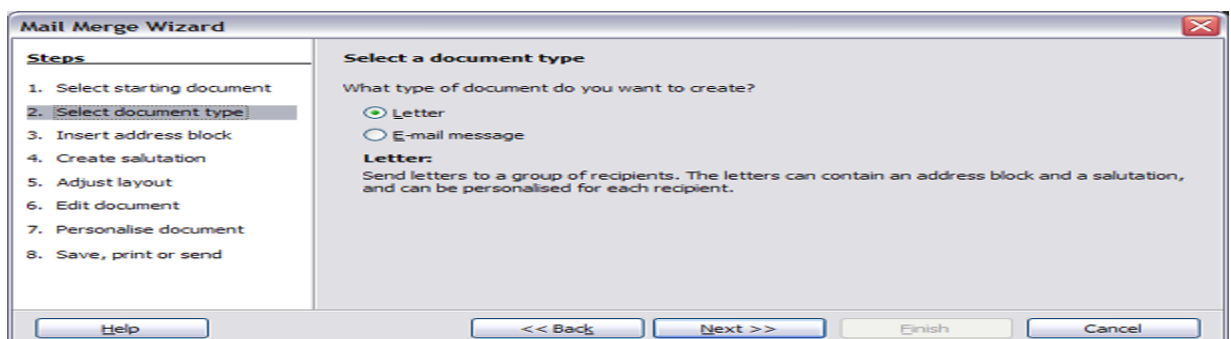 Mail Merge Wizard
Steps
1. Select starting document
2. Select document type
3. Insert address block
4. Create salutation
5. Adjust layout
6. Edit document
7. Personalise document
8. Save, print or send
Select a document type
What type of document do you want to create?
Letter
E-mail message
Letter:
Send letters to a group of recipients. The letters can contain an address block and a salutation,
and can be personalised for each recipient.
Help
<< Back
Next >>
Finish
Cancel